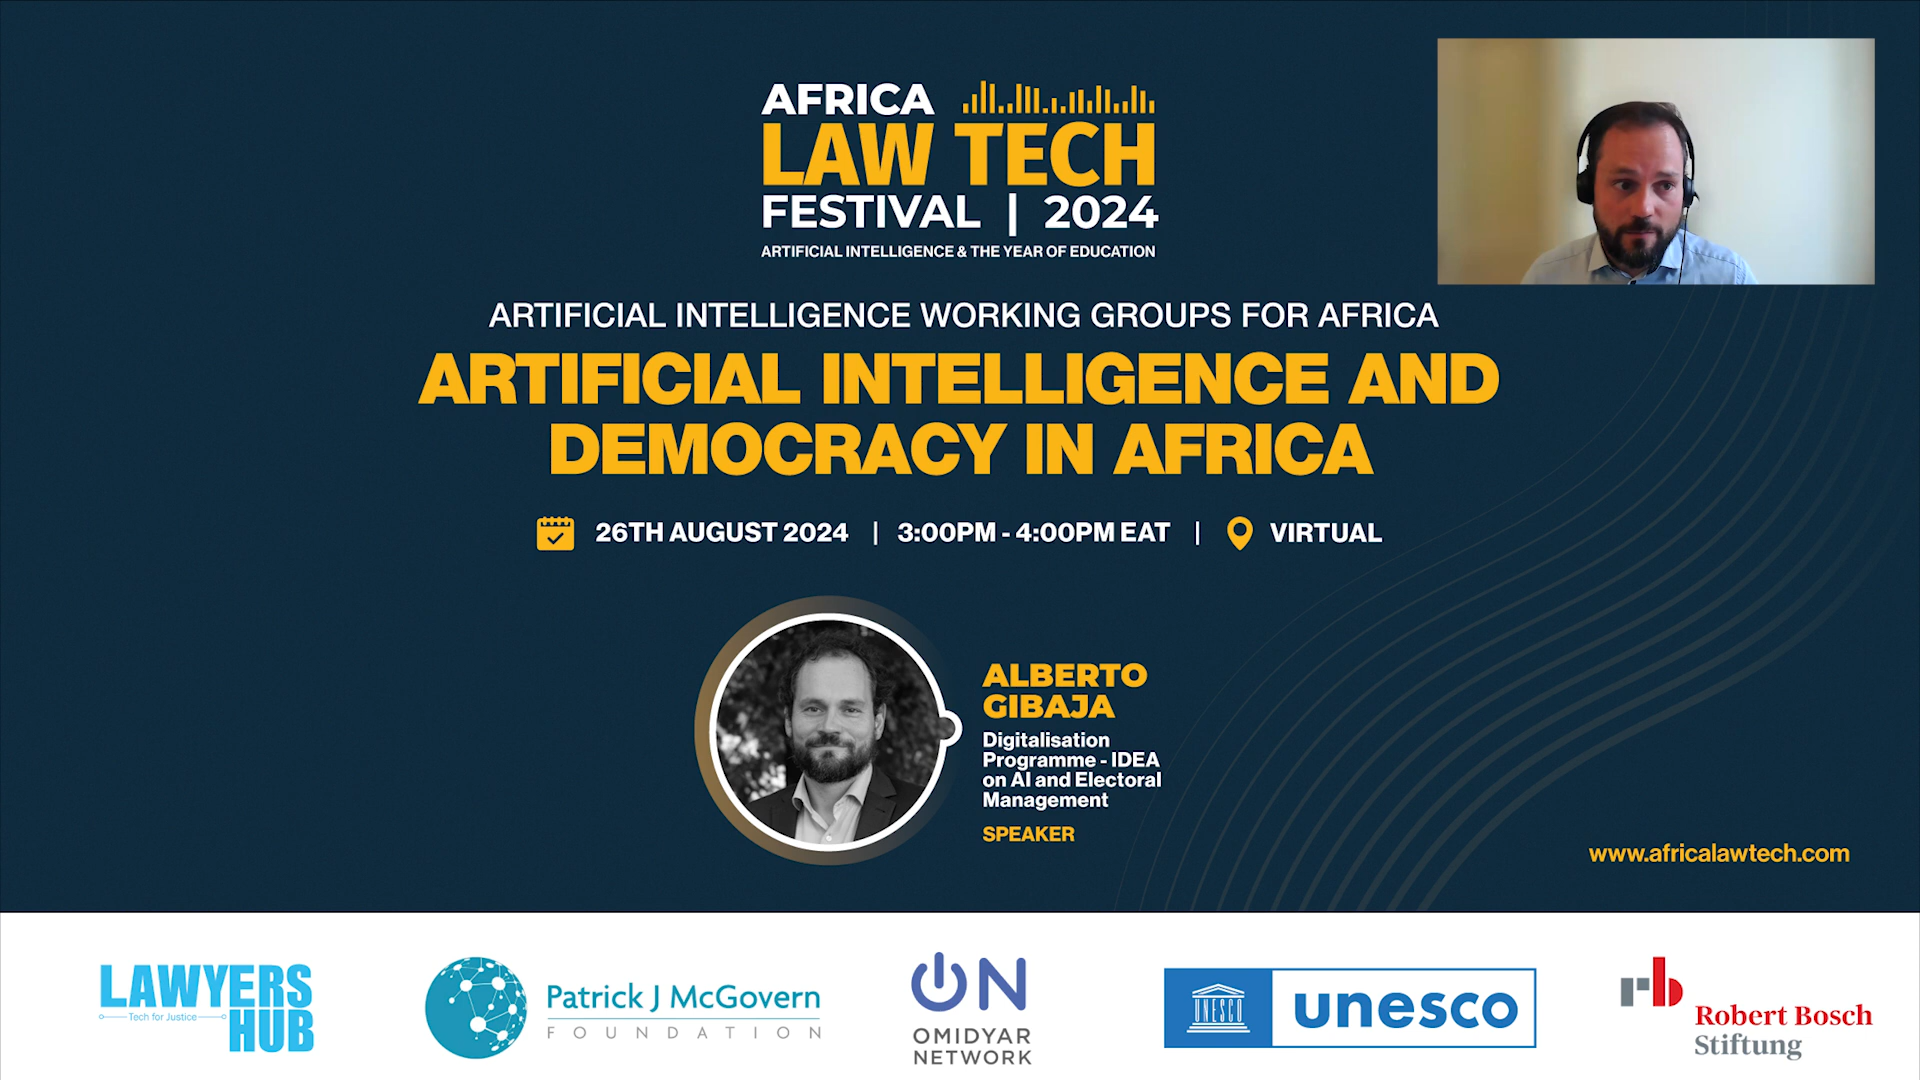 AFRICA
LAW TECH
FESTIVAL | 2024
ARTIFICIAL INTELLIGENCE & THE YEAR OF EDUCATION
ARTIFICIAL INTELLIGENCE WORKING GROUPS FOR AFRICA
ARTIFICIAL INTELLIGENCE AND
DEMOCRACY IN AFRICA
26TH AUGUST 2024 | 3:00PM - 4:00PM EAT | VIRTUAL
ALBERTO
GIBAJA
Digitalisation
Programme - IDEA
on AI and Electoral
Management
SPEAKER
www.africalawtech.com
LAWYERS
Tech for Justice
HUB
Patrick J McGovern
FOUNDATION
ON
OMIDYAR
NETWORK
UNESCO
unesco
rb
Robert Bosch
Stiftung